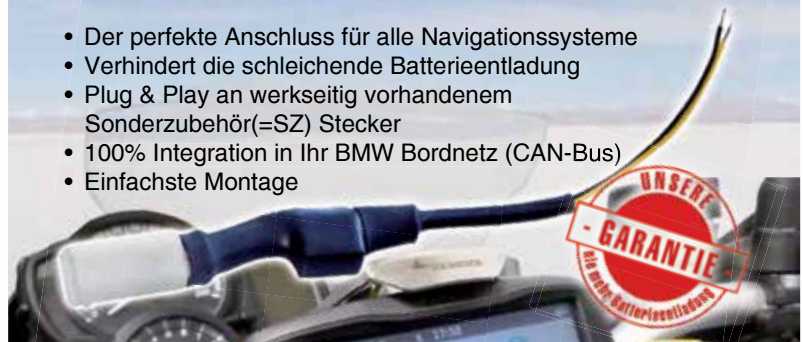 • Der perfekte Anschluss für alle Navigationssysteme
• Verhindert die schleichende Batterieentladung
• Plug & Play an werkseitig vorhandenem
Sonderzubehör(=SZ) Stecker
• 100% Integration in Ihr BMW Bordnetz (CAN-Bus)
• Einfachste Montage
UNSERE
- GARANTIE -
nie mehr Batterieentladung